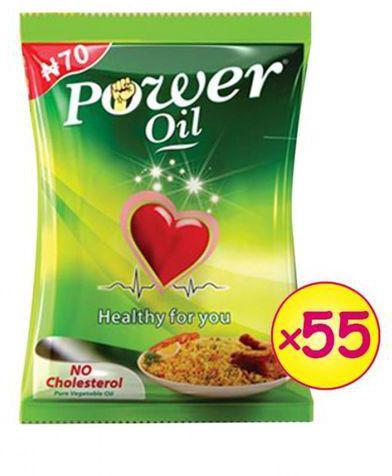 ₦70
Power
Oil
Healthy for you
NO
Cholesterol
Pure Vegetable Oil
×55